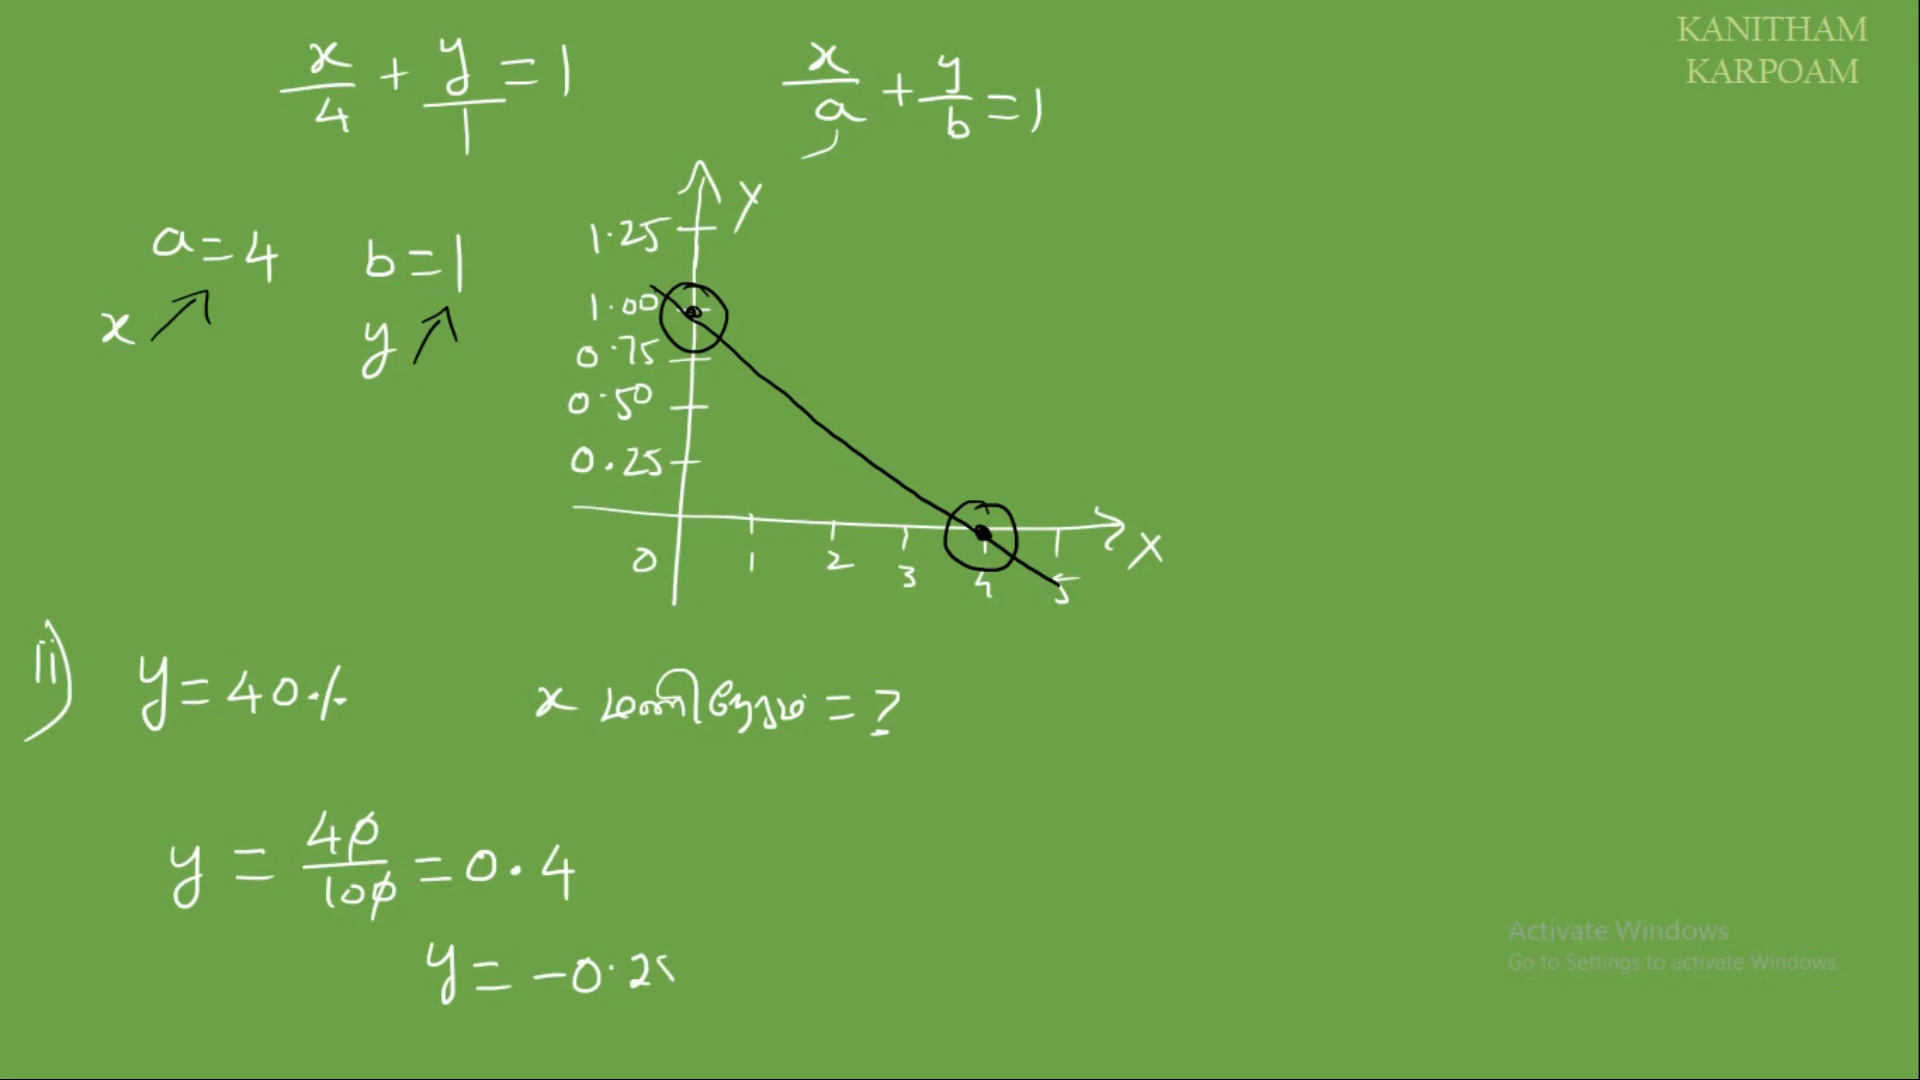 KANITHAM
KARPOAM
x/4 + y/1 = 1
x/a + y/b = 1
a = 4 b = 1
x y
Y
1.25
1.00
0.75
0.50
0.25
0 1 2 3 4 5 X
ii) y = 40% x மணிநேரம் = ?
y = 40/100 = 0.4
y = -0.25
Activate Windows
Go to Settings to activate Windows.